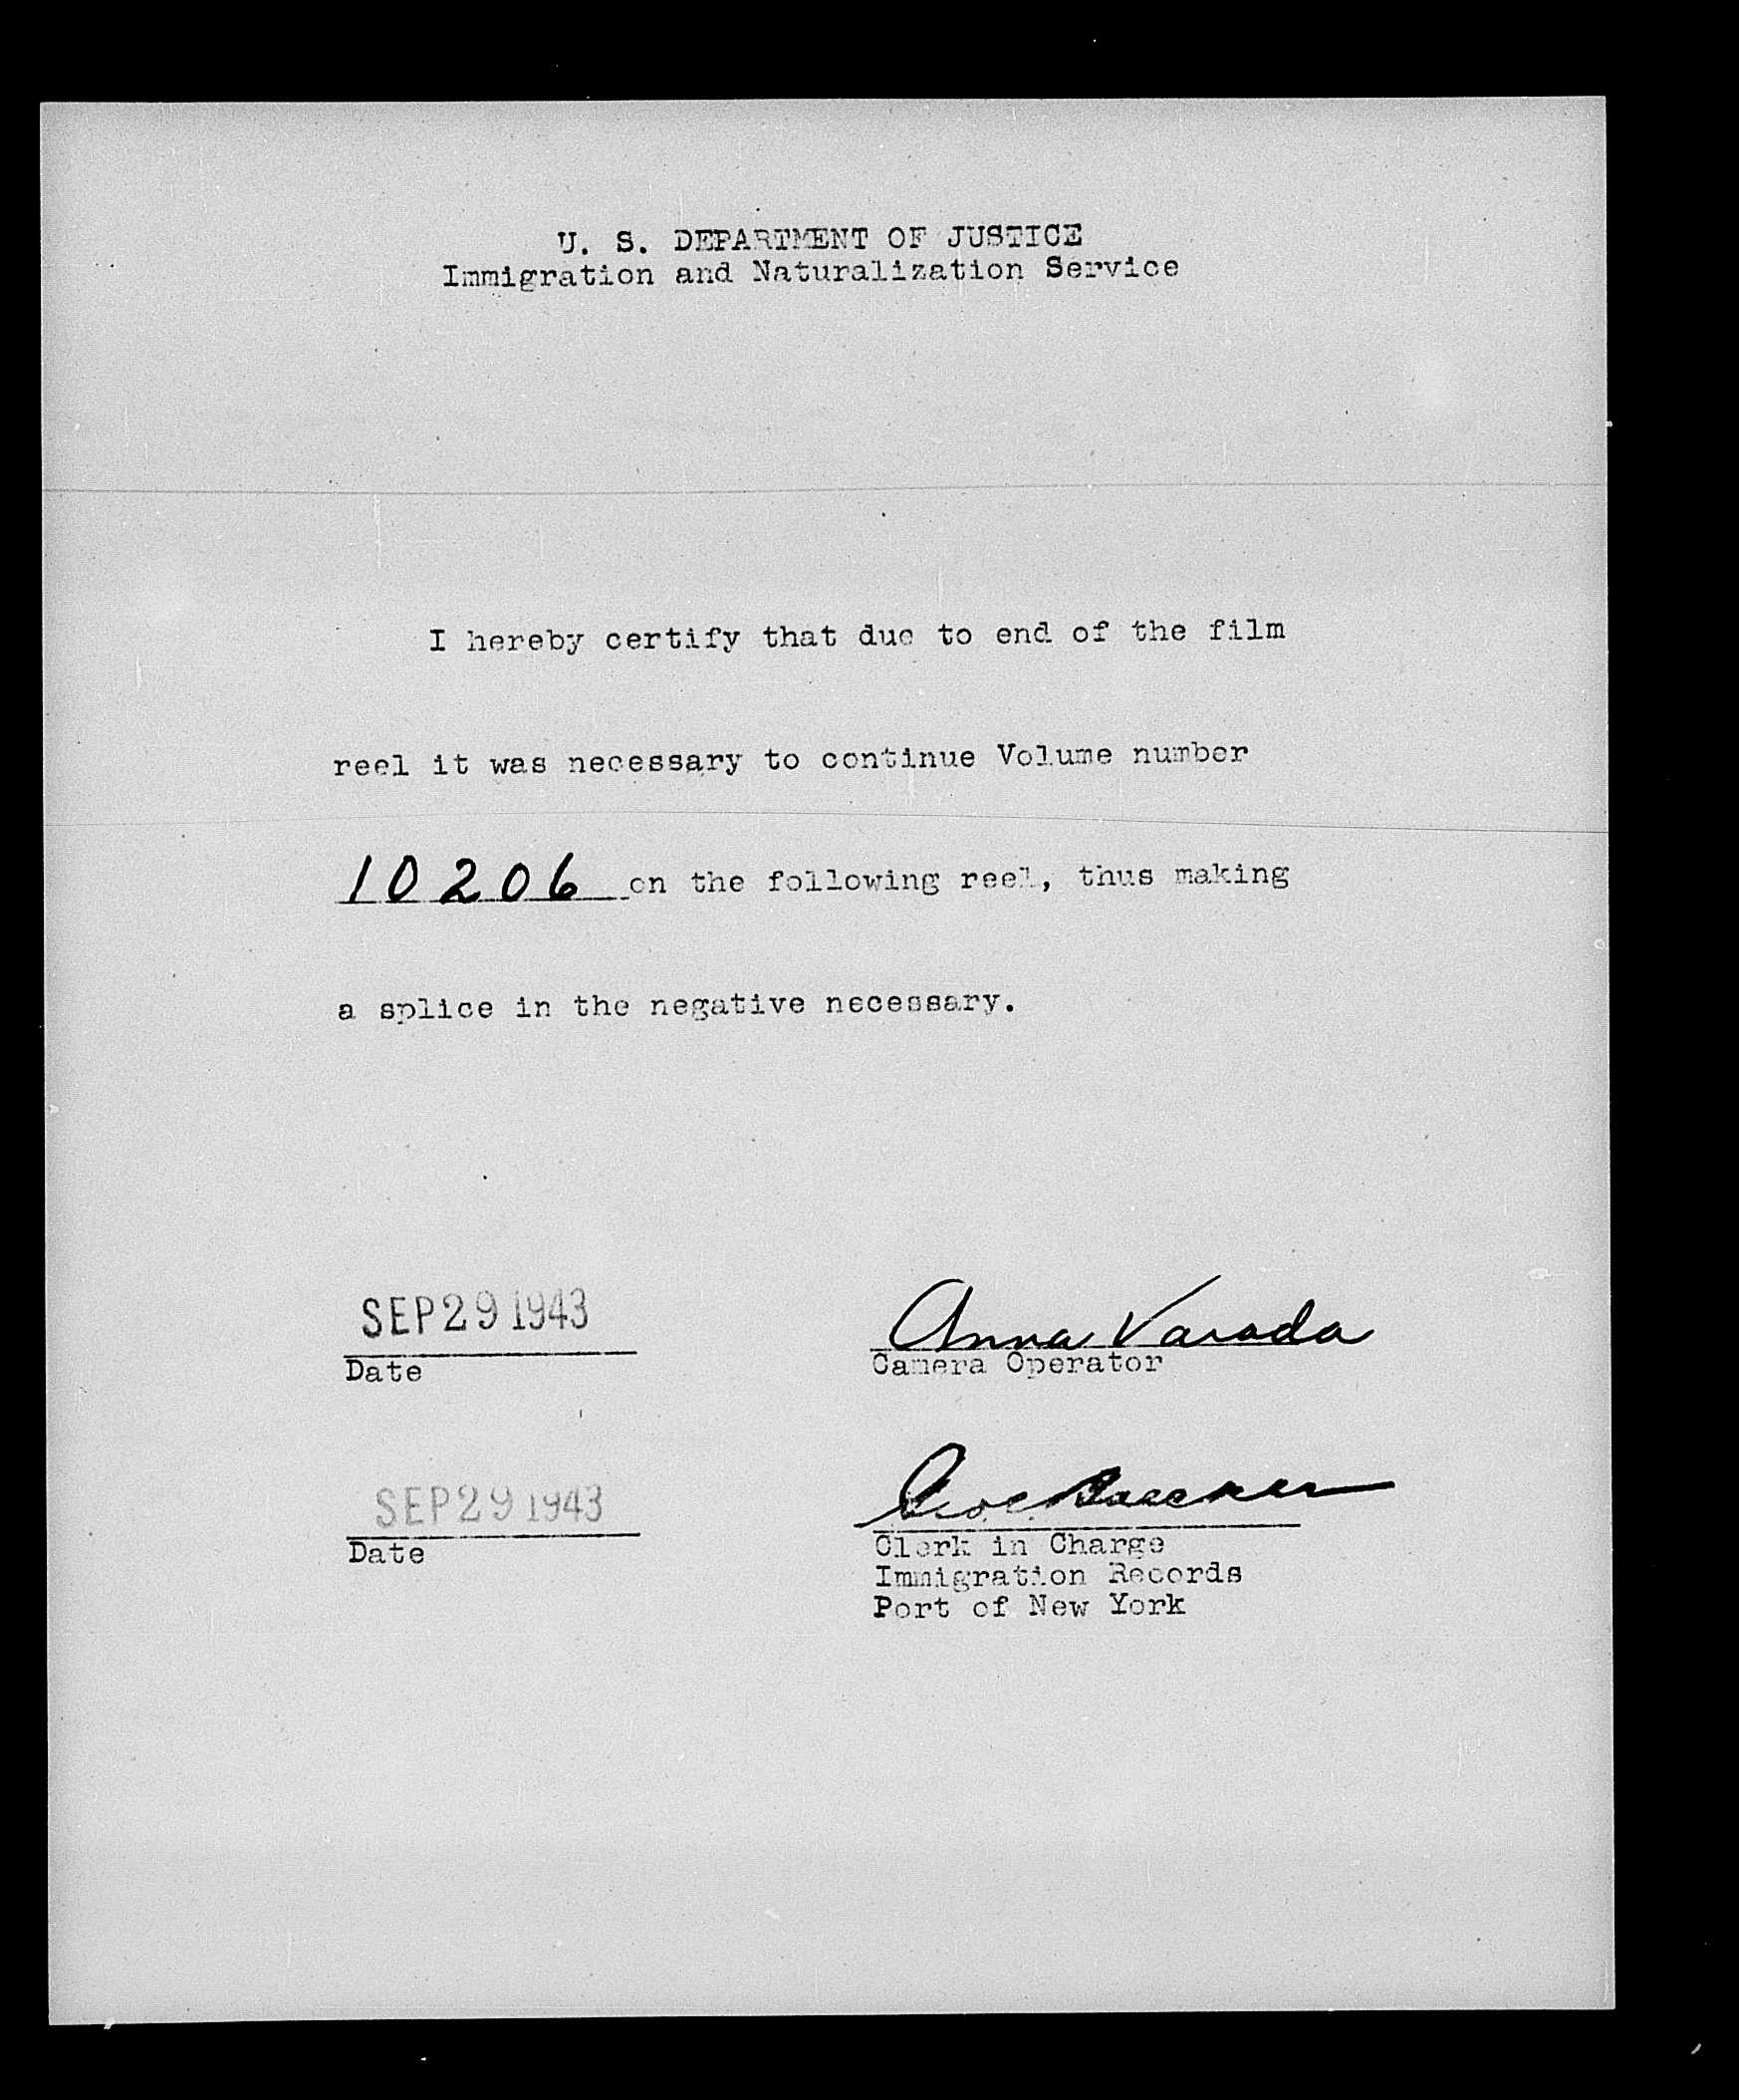 U. S. DEPARTMENT OF JUSTICE
Immigration and Naturalization Service
I hereby certify that due to end of the film
reel it was necessary to continue Volume number
10206 on the following reel, thus making
a splice in the negative necessary.
SEP 29 1943
Date
Anna Varada
Camera Operator
SEP 29 1943
Date
Clerk in Charge
Immigration Records
Port of New York